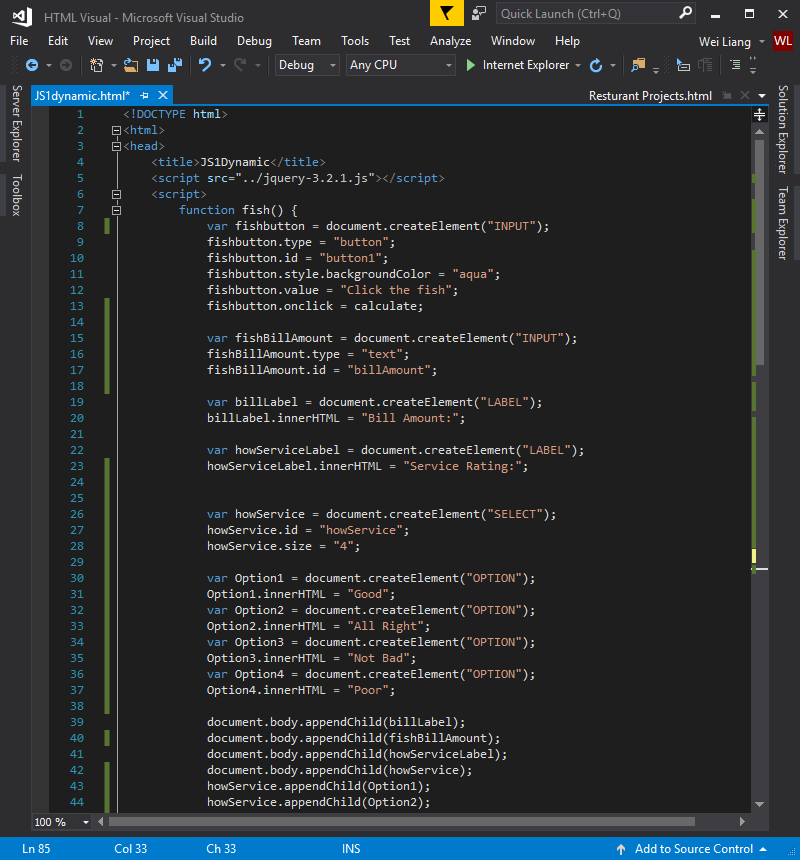 HTML Visual - Microsoft Visual Studio
Quick Launch (Ctrl+Q)
File Edit View Project Build Debug Team Tools Test Analyze Window Help
Wei Liang WL
Debug Any CPU Internet Explorer
Server Explorer
Toolbox
Solution Explorer
Team Explorer
JS1dynamic.html* Resturant Projects.html
1 <!DOCTYPE html>
2 <html>
3 <head>
4 <title>JS1Dynamic</title>
5 <script src="../jquery-3.2.1.js"></script>
6 <script>
7 function fish() {
8 var fishbutton = document.createElement("INPUT");
9 fishbutton.type = "button";
10 fishbutton.id = "button1";
11 fishbutton.style.backgroundColor = "aqua";
12 fishbutton.value = "Click the fish";
13 fishbutton.onclick = calculate;
14
15 var fishBillAmount = document.createElement("INPUT");
16 fishBillAmount.type = "text";
17 fishBillAmount.id = "billAmount";
18
19 var billLabel = document.createElement("LABEL");
20 billLabel.innerHTML = "Bill Amount:";
21
22 var howServiceLabel = document.createElement("LABEL");
23 howServiceLabel.innerHTML = "Service Rating:";
24
25
26 var howService = document.createElement("SELECT");
27 howService.id = "howService";
28 howService.size = "4";
29
30 var Option1 = document.createElement("OPTION");
31 Option1.innerHTML = "Good";
32 var Option2 = document.createElement("OPTION");
33 Option2.innerHTML = "All Right";
34 var Option3 = document.createElement("OPTION");
35 Option3.innerHTML = "Not Bad";
36 var Option4 = document.createElement("OPTION");
37 Option4.innerHTML = "Poor";
38
39 document.body.appendChild(billLabel);
40 document.body.appendChild(fishBillAmount);
41 document.body.appendChild(howServiceLabel);
42 document.body.appendChild(howService);
43 howService.appendChild(Option1);
44 howService.appendChild(Option2);
100 %
Ln 85 Col 33 Ch 33 INS Add to Source Control